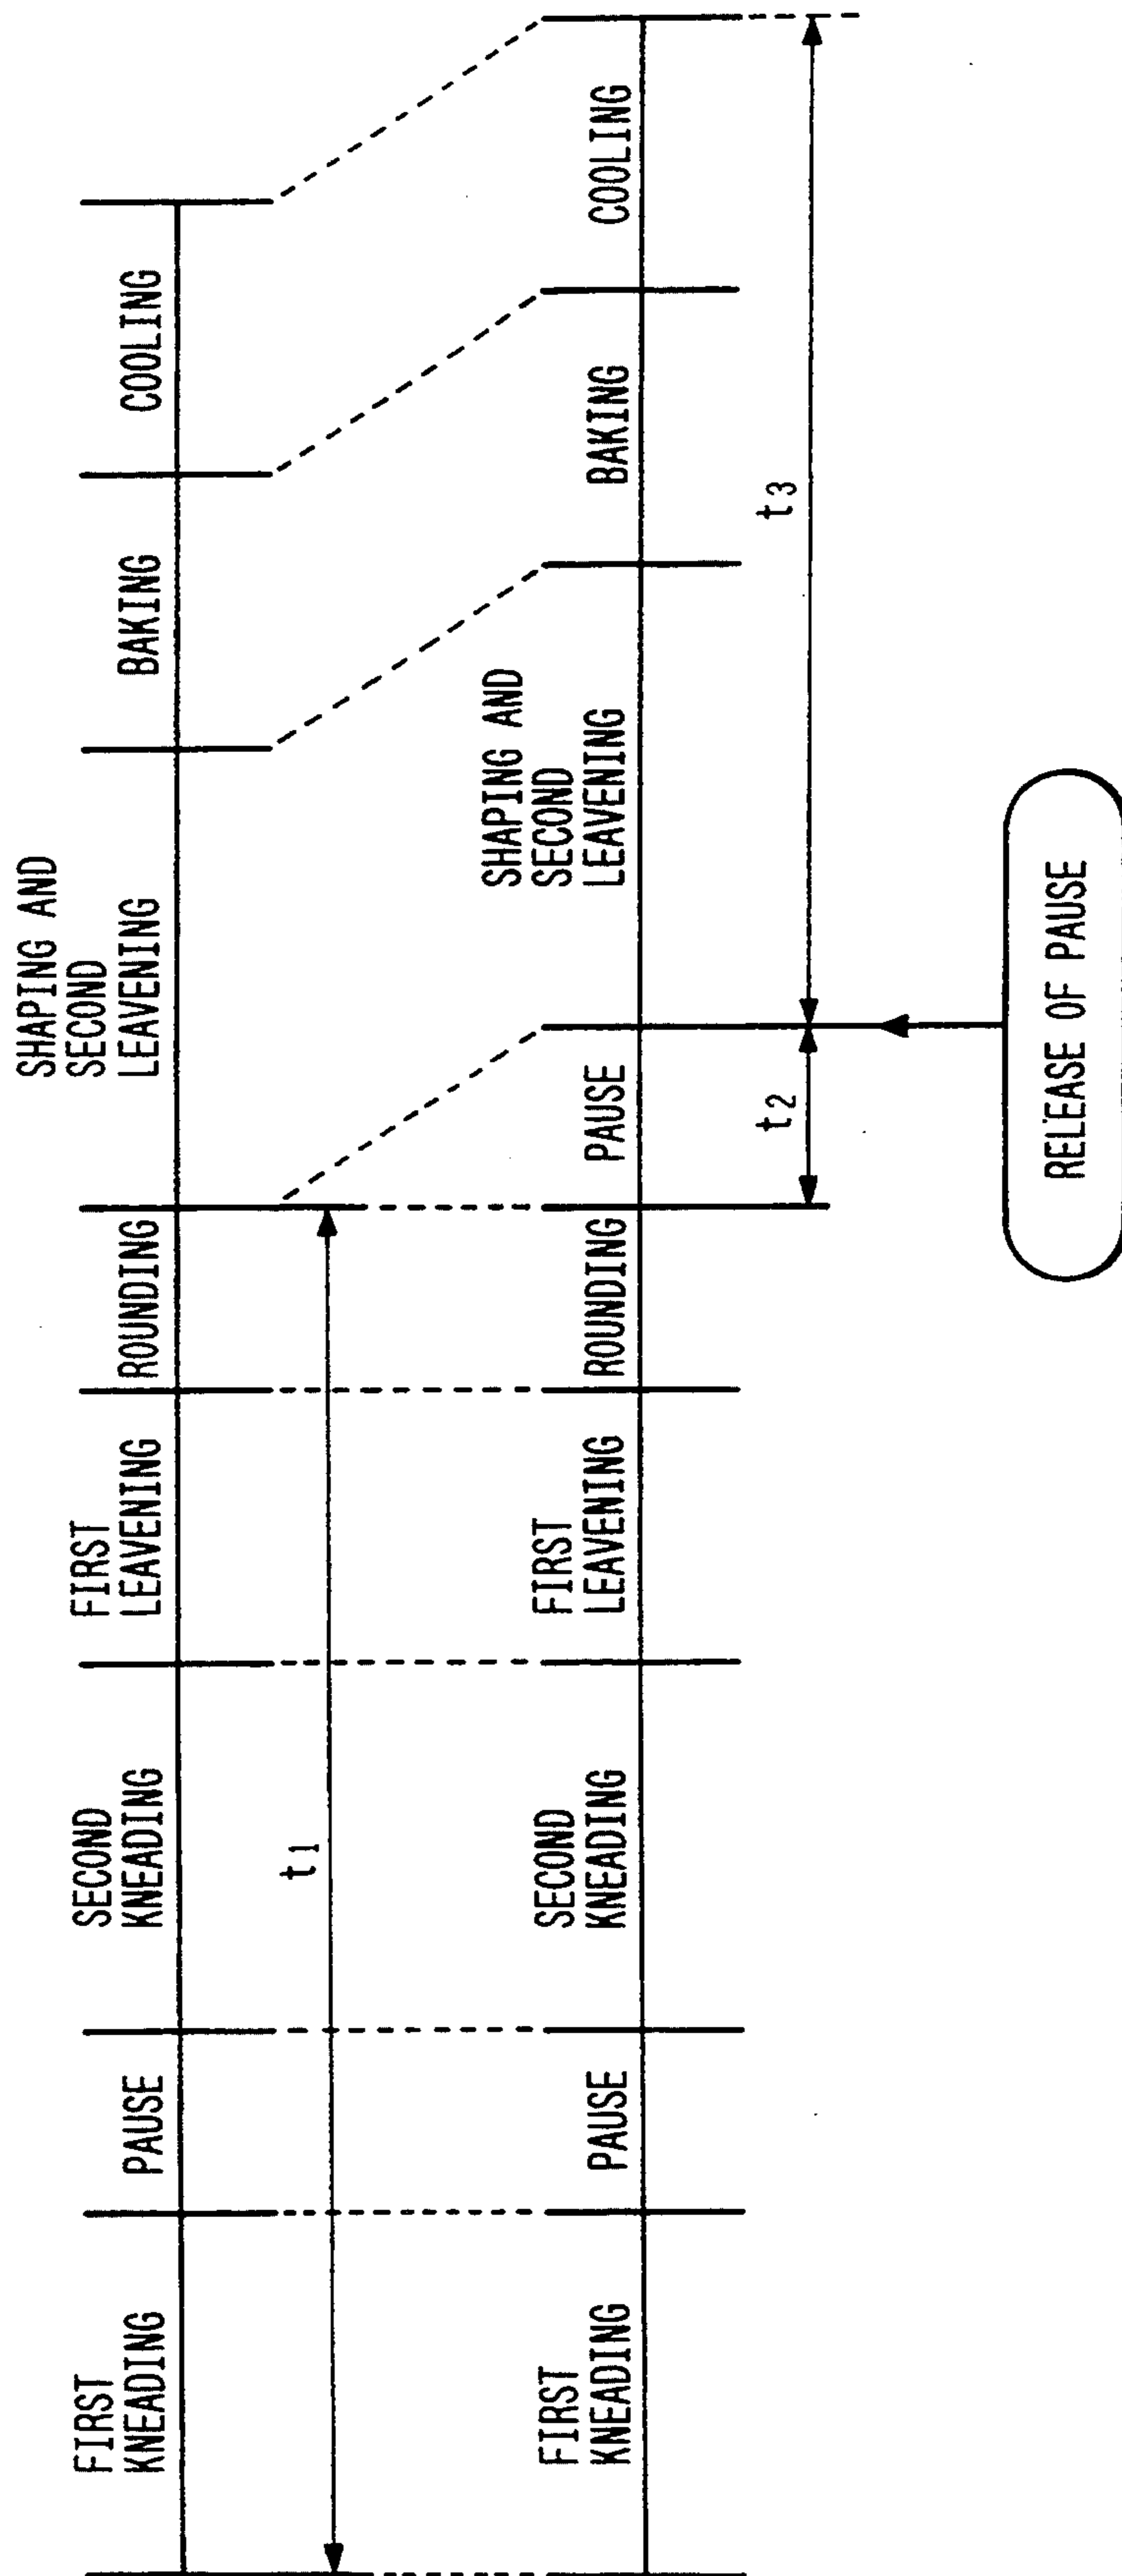 FIRST
KNEADING
PAUSE
SECOND
KNEADING
FIRST
LEAVENING
ROUNDING
SHAPING AND
SECOND
LEAVENING
BAKING
COOLING
t1
FIRST
KNEADING
PAUSE
SECOND
KNEADING
FIRST
LEAVENING
ROUNDING
PAUSE
SHAPING AND
SECOND
LEAVENING
BAKING
COOLING
t2
t3
RELEASE OF PAUSE